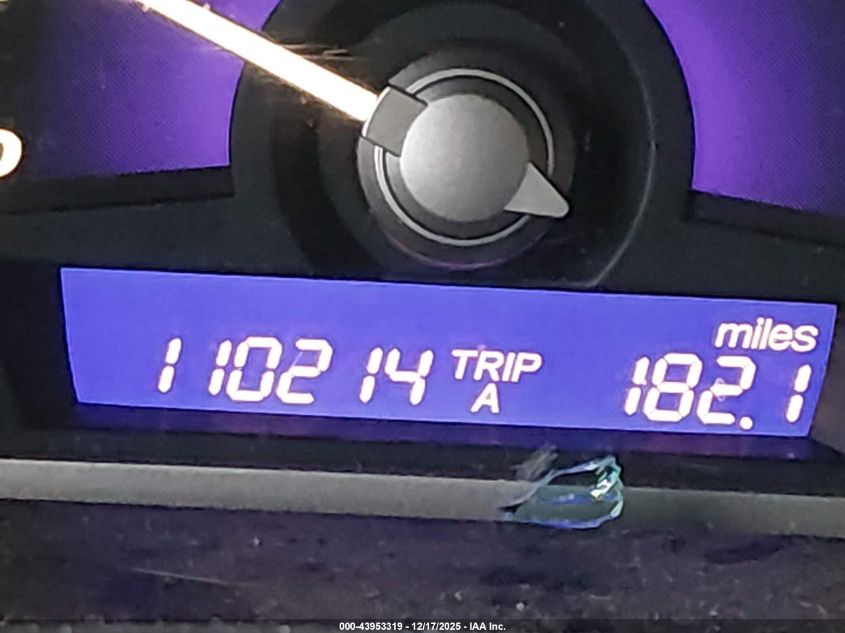 miles
110214 TRIP A 182.1
000-43953319 - 12/17/2025 - IAA Inc.